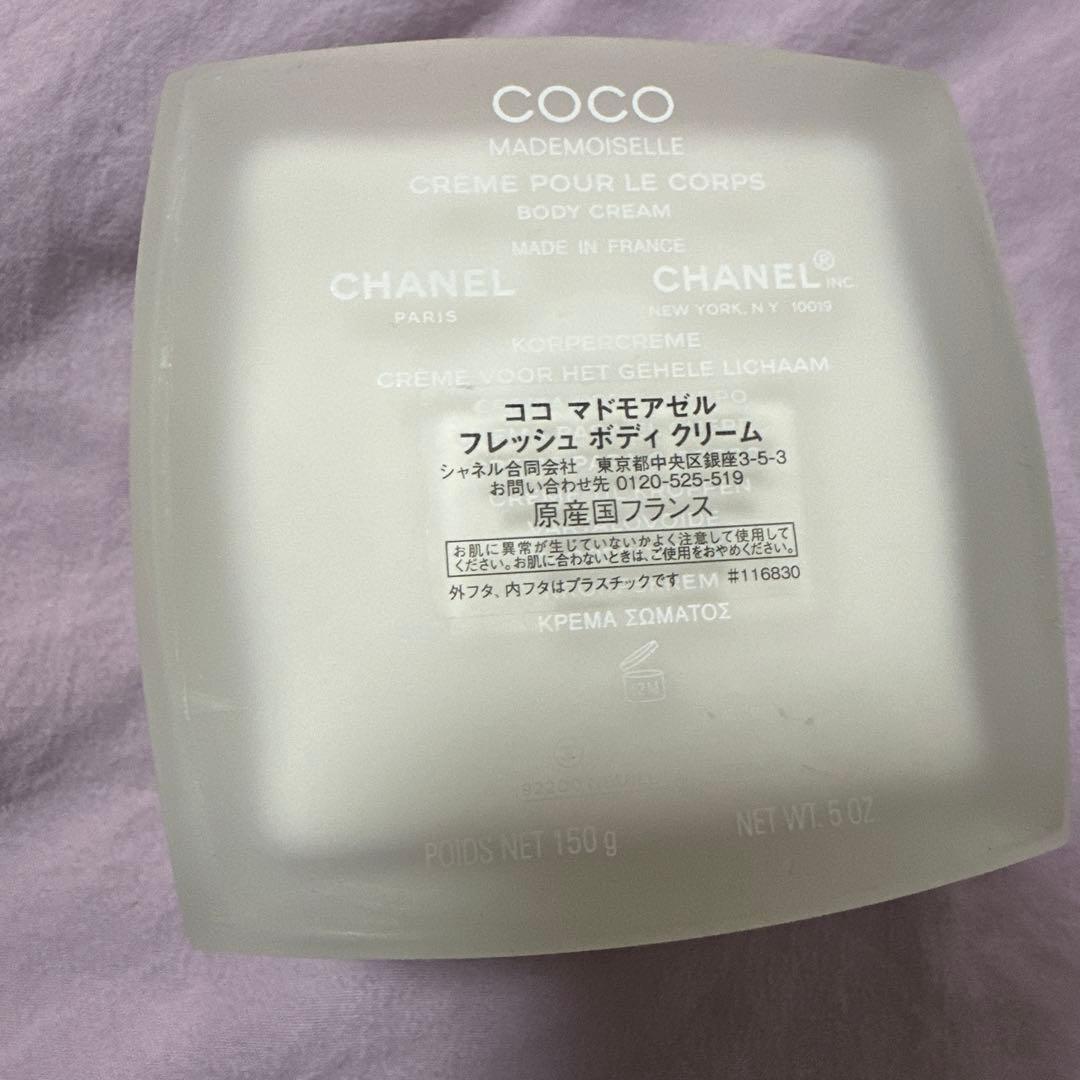 COCO
MADEMOISELLE
CRÈME POUR LE CORPS
BODY CREAM
MADE IN FRANCE
CHANEL
PARIS
CHANEL® INC.
NEW YORK, N.Y. 10019
KÖRPERCREME
CRÈME VOOR HET GEHELE LICHAAM
ココ マドモアゼル
フレッシュ ボディ クリーム
シャネル合同会社 東京都中央区銀座3-5-3
お問い合わせ先 0120-525-519
原産国フランス
お肌に異常が生じていないかよく注意して使用して
ください。お肌に合わないときは、ご使用をおやめください。
外フタ、内フタはプラスチックです #116830
ΚΡΕΜΑ ΣΩΜΑΤΟΣ
12M
POIDS NET 150 g
NET WT. 5 OZ